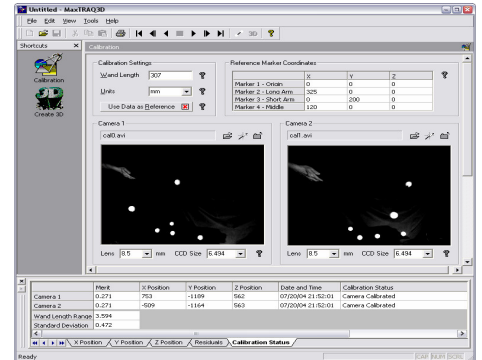 Untitled - MaxTRAQ3D
File Edit View Tools Help
Shortcuts
Calibration
Create 3D
Calibration
Calibration Settings
Wand Length 307
Units mm
Use Data as Reference
Reference Marker Coordinates
X Y Z
Marker 1 - Origin 0 0 0
Marker 2 - Long Arm 325 0 0
Marker 3 - Short Arm 0 200 0
Marker 4 - Middle 120 0 0
Camera 1
cal0.avi
Lens 8.5 mm CCD Size 6.494
Camera 2
cal1.avi
Lens 8.5 mm CCD Size 6.494
Merit X Position Y Position Z Position Date and Time Calibration Status
Camera 1 0.271 753 -1189 562 07/20/04 21:52:01 Camera Calibrated
Camera 2 0.271 -509 -1164 563 07/20/04 21:52:01 Camera Calibrated
Wand Length Range 3.594
Standard Deviation 0.472
X Position Y Position Z Position Residuals Calibration Status
Ready
CAP NUM SCRL